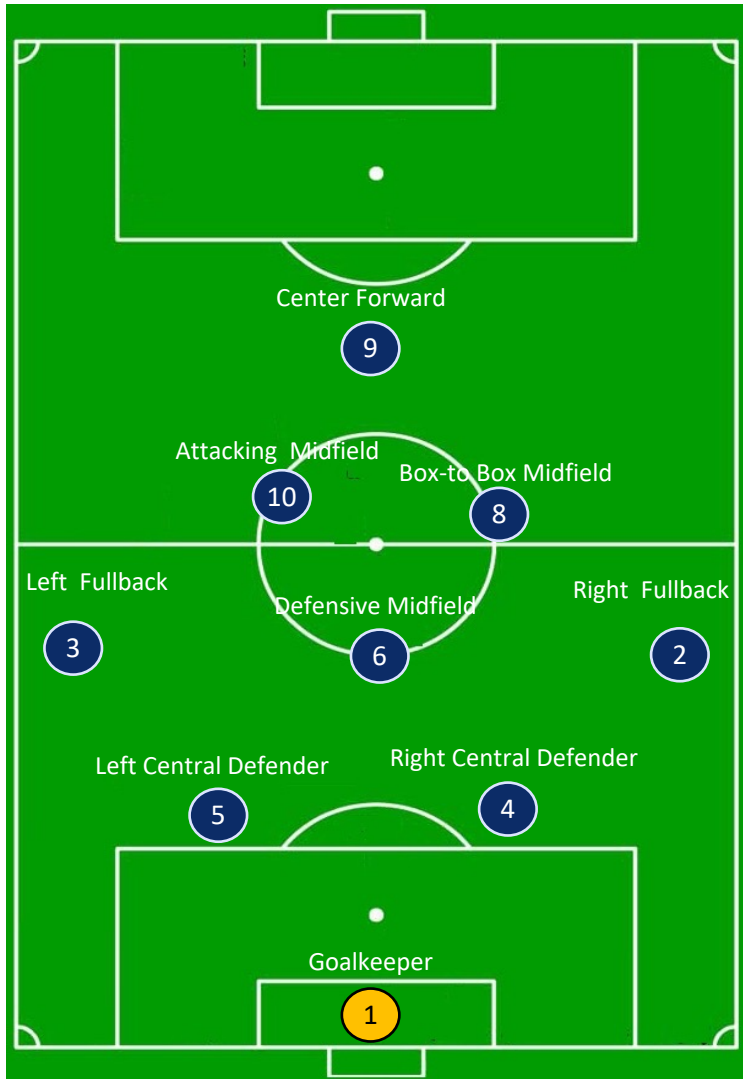 Center Forward
9
Attacking Midfield
10
Box-to Box Midfield
8
Left Fullback
3
Defensive Midfield
6
Right Fullback
2
Left Central Defender
5
Right Central Defender
4
Goalkeeper
1